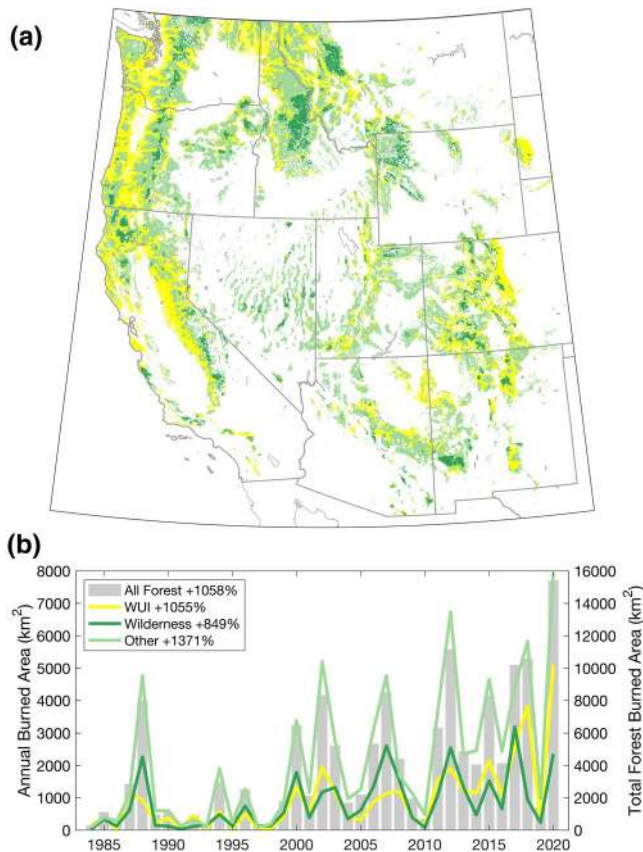 (a)
(b)
8000
7000
6000
5000
4000
3000
2000
1000
0
Annual Burned Area (km²)
All Forest +1058%
WUI +1055%
Wilderness +849%
Other +1371%
16000
14000
12000
10000
8000
6000
4000
2000
0
Total Forest Burned Area (km²)
1985 1990 1995 2000 2005 2010 2015 2020